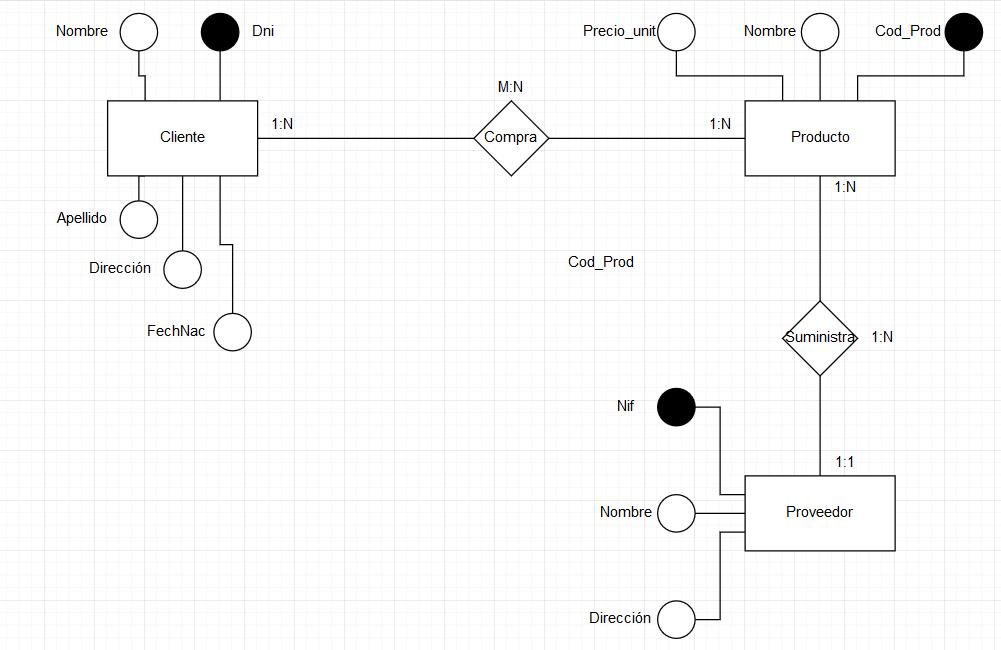 Nombre
Dni
Precio_unit
Nombre
Cod_Prod
M:N
1:N
1:N
Cliente
Compra
Producto
1:N
Apellido
Dirección
Cod_Prod
FechNac
Suministra
1:N
Nif
1:1
Nombre
Proveedor
Dirección